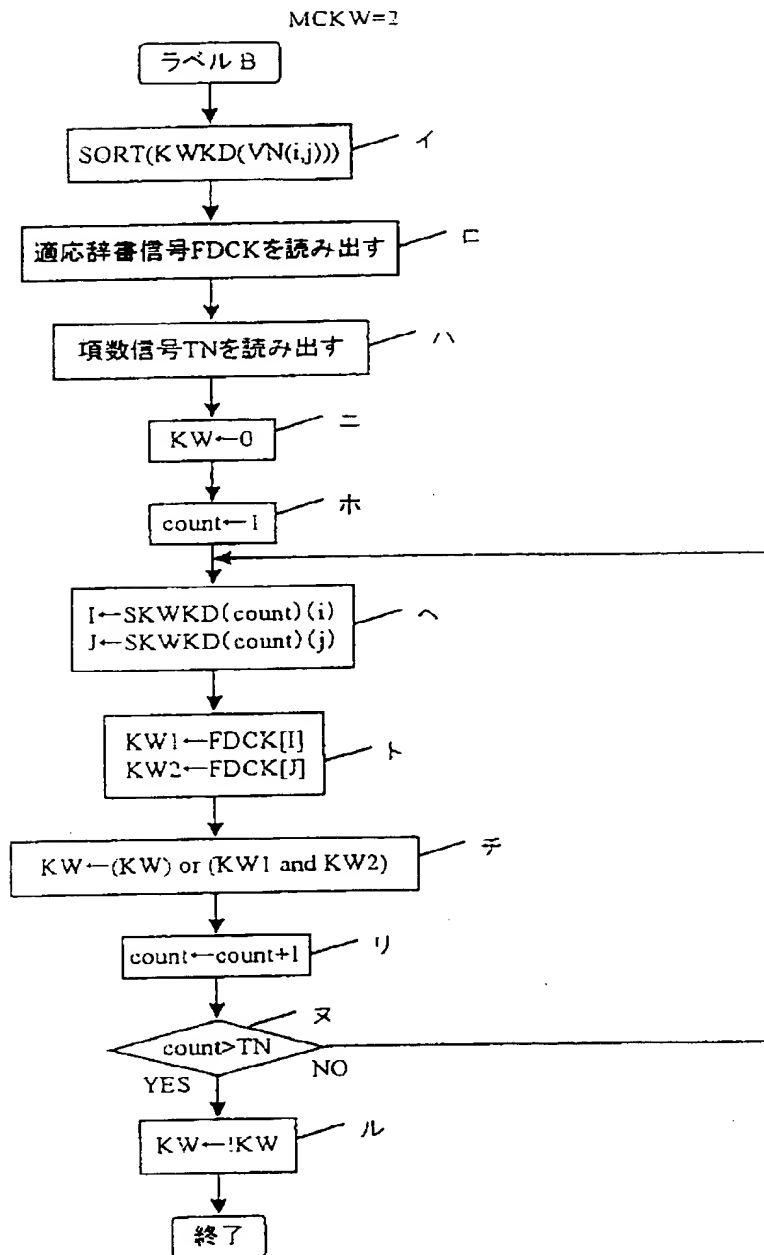 MCKW=2
ラベル B
SORT(KWKD(VN(i,j)))
イ
適応辞書信号FDCKを読み出す
ロ
項数信号TNを読み出す
ハ
KW←0
ニ
count←1
ホ
I←SKWKD(count)(i)
J←SKWKD(count)(j)
ヘ
KW1←FDCK[I]
KW2←FDCK[J]
ト
KW←(KW) or (KW1 and KW2)
チ
count←count+1
リ
ヌ
count>TN
YES
NO
KW←!KW
ル
終了